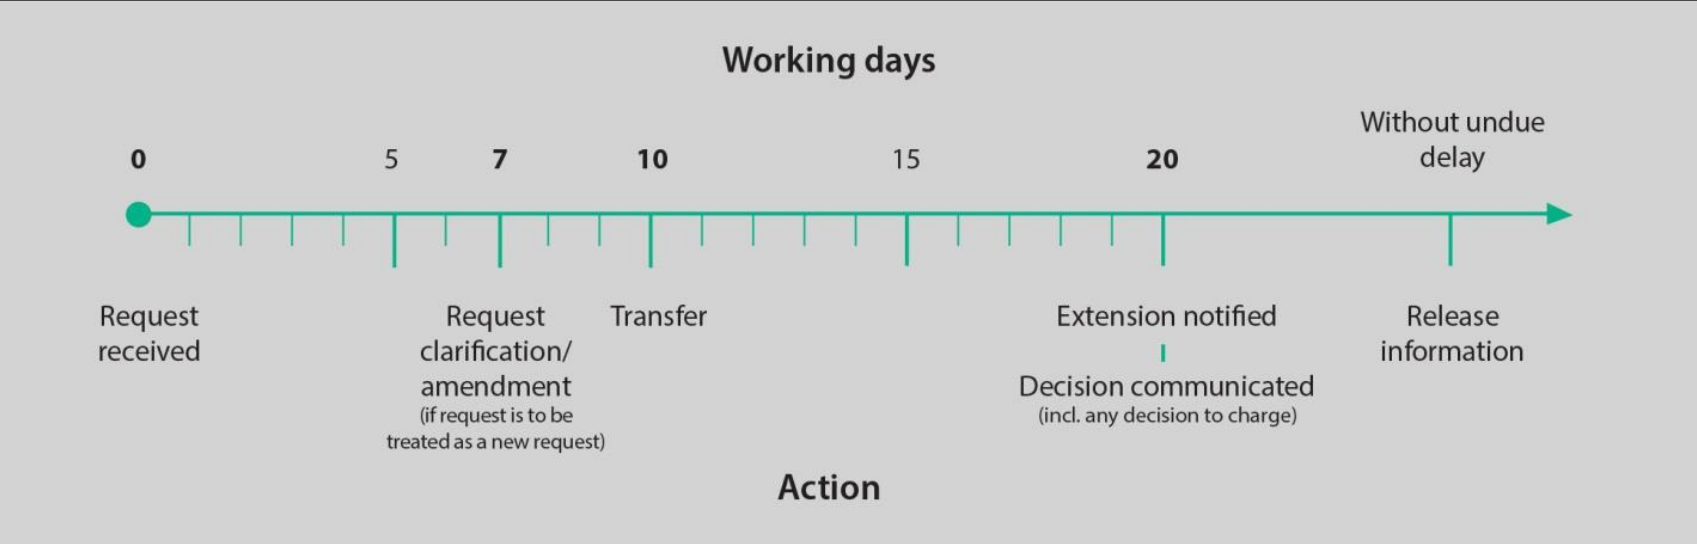 Working days
Without undue
delay
0 5 7 10 15 20
Request
received
Request
clarification/
amendment
(if request is to be
treated as a new request)
Transfer
Extension notified
Decision communicated
(incl. any decision to charge)
Release
information
Action